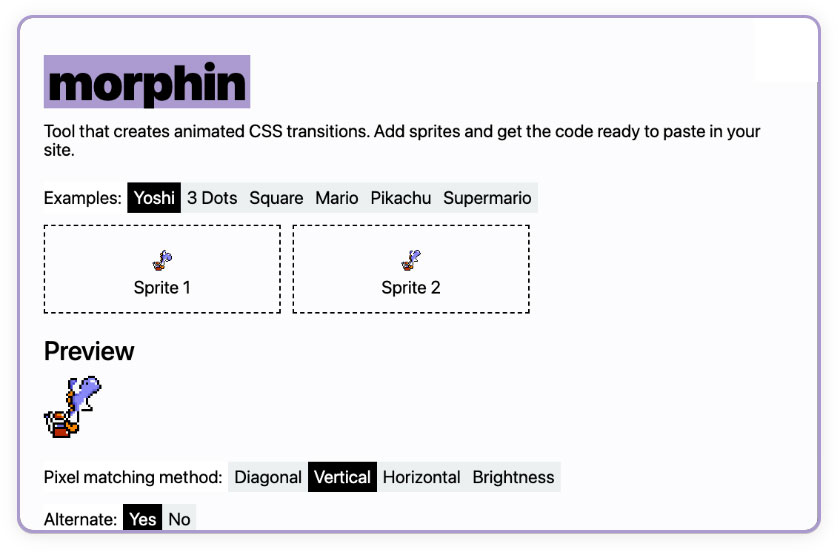 morphin
Tool that creates animated CSS transitions. Add sprites and get the code ready to paste in your
site.
Examples: Yoshi 3 Dots Square Mario Pikachu Supermario
Sprite 1 Sprite 2
Preview
Pixel matching method: Diagonal Vertical Horizontal Brightness
Alternate: Yes No